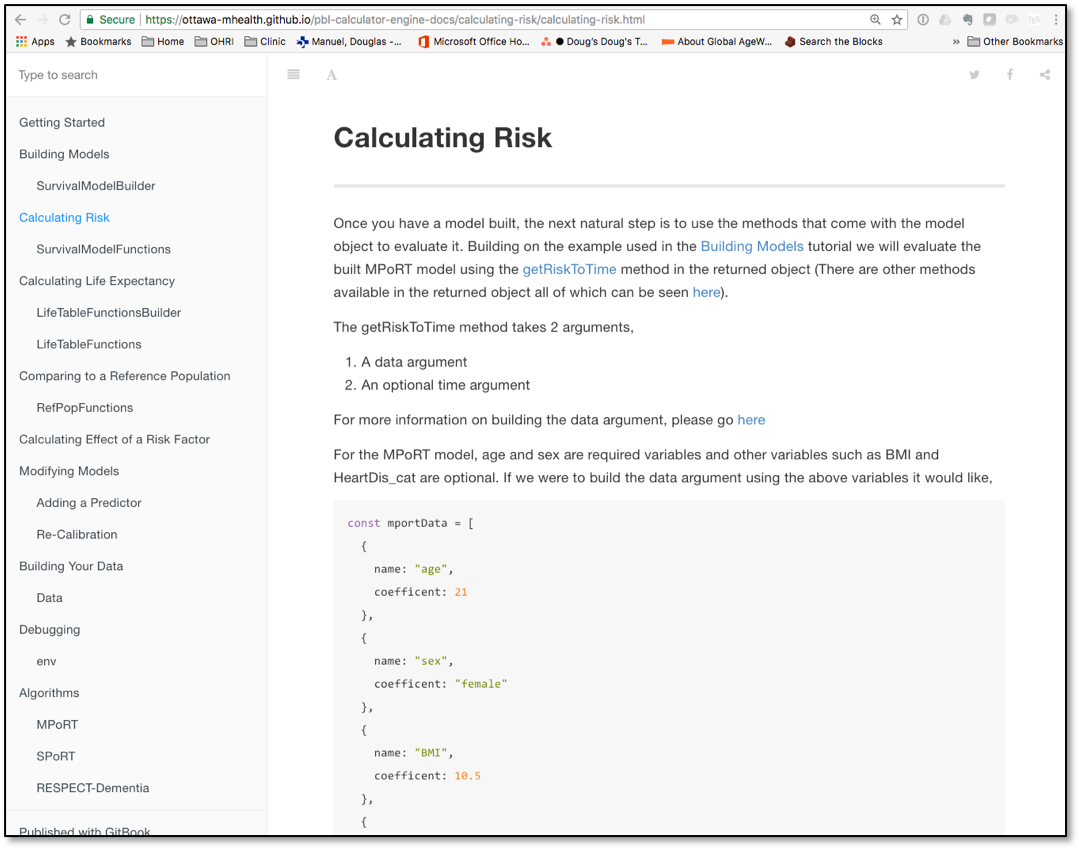 Secure https://ottawa-mhealth.github.io/pbl-calculator-engine-docs/calculating-risk/calculating-risk.html
Apps Bookmarks Home OHRI Clinic Manuel, Douglas -... Microsoft Office Ho... Doug's Doug's T... About Global AgeW... Search the Blocks » Other Bookmarks
Type to search
A
Getting Started
Building Models
SurvivalModelBuilder
Calculating Risk
SurvivalModelFunctions
Calculating Life Expectancy
LifeTableFunctionsBuilder
LifeTableFunctions
Comparing to a Reference Population
RefPopFunctions
Calculating Effect of a Risk Factor
Modifying Models
Adding a Predictor
Re-Calibration
Building Your Data
Data
Debugging
env
Algorithms
MPoRT
SPoRT
RESPECT-Dementia
Published with GitBook
Calculating Risk
Once you have a model built, the next natural step is to use the methods that come with the model
object to evaluate it. Building on the example used in the Building Models tutorial we will evaluate the
built MPoRT model using the getRiskToTime method in the returned object (There are other methods
available in the returned object all of which can be seen here).
The getRiskToTime method takes 2 arguments,
1. A data argument
2. An optional time argument
For more information on building the data argument, please go here
For the MPoRT model, age and sex are required variables and other variables such as BMI and
HeartDis_cat are optional. If we were to build the data argument using the above variables it would like,
const mportData = [
{
name: "age",
coefficent: 21
},
{
name: "sex",
coefficent: "female"
},
{
name: "BMI",
coefficent: 10.5
},
{